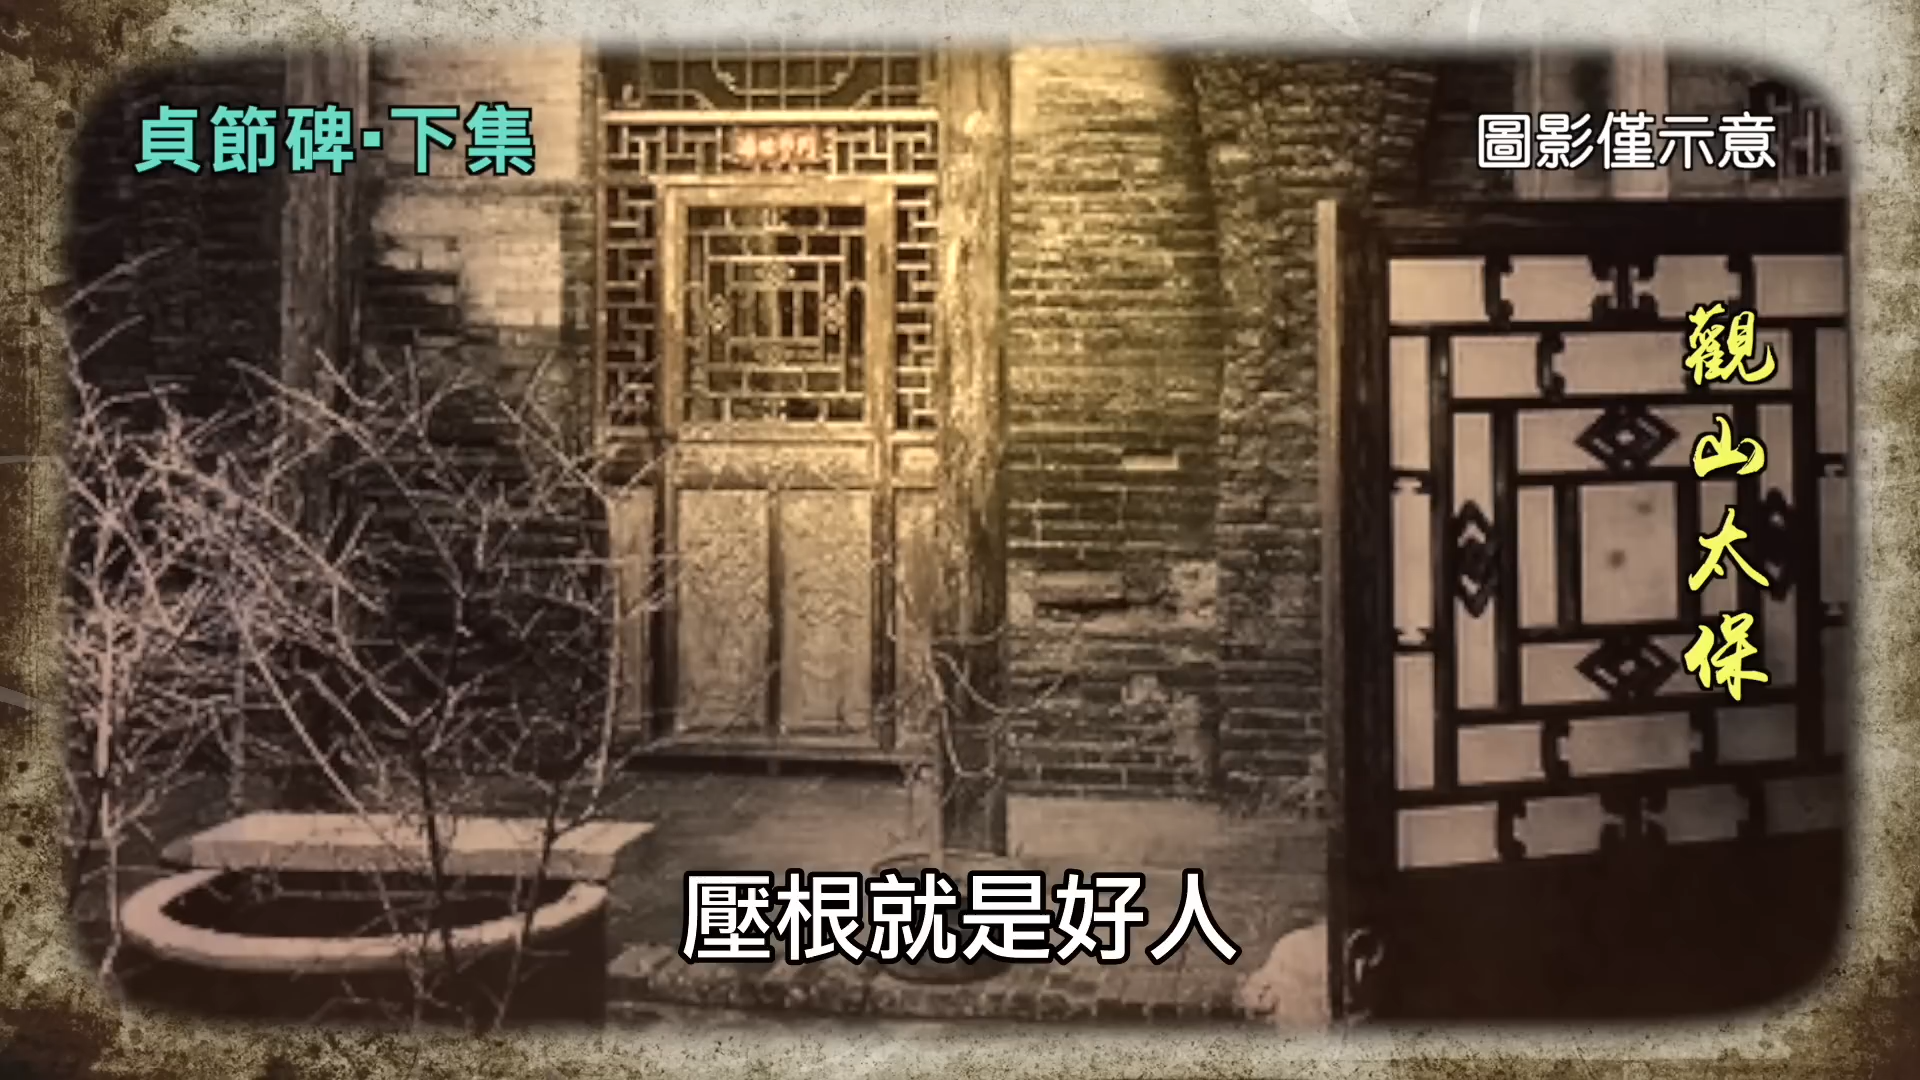 貞節碑·下集
圖影僅示意
觀山太保
壓根就是好人